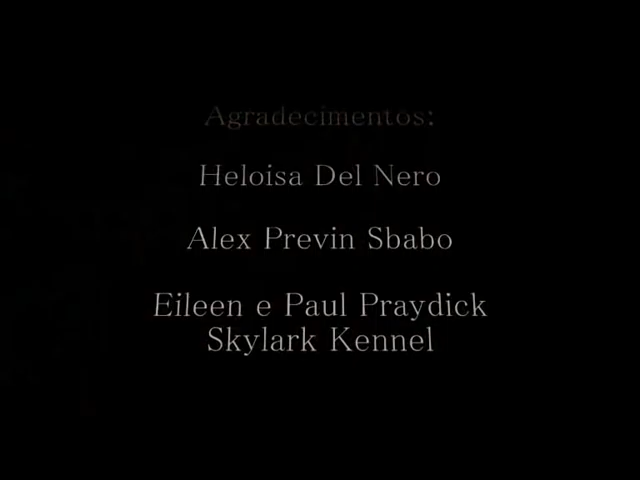 Agradecimentos:
Heloisa Del Nero
Alex Previn Sbabo
Eileen e Paul Praydick
Skylark Kennel